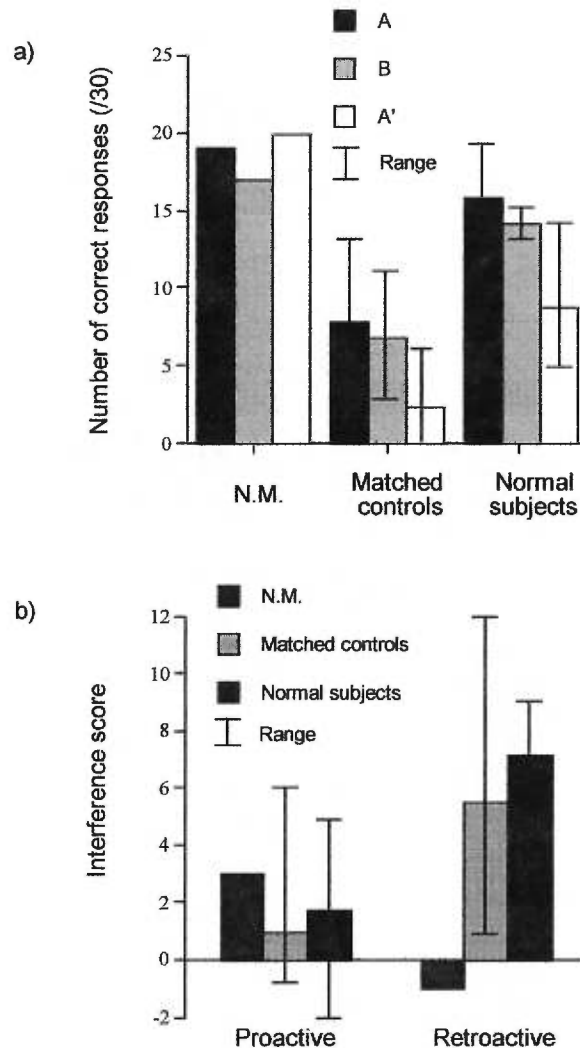 a)
Number of correct responses (/30)
25
20
15
10
5
0
A
B
A'
Range
N.M.
Matched controls
Normal subjects
b)
Interference score
12
10
8
6
4
2
0
-2
N.M.
Matched controls
Normal subjects
Range
Proactive
Retroactive